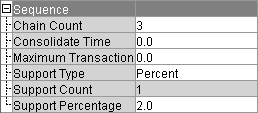 Sequence
Chain Count 3
Consolidate Time 0.0
Maximum Transaction 0.0
Support Type Percent
Support Count 1
Support Percentage 2.0